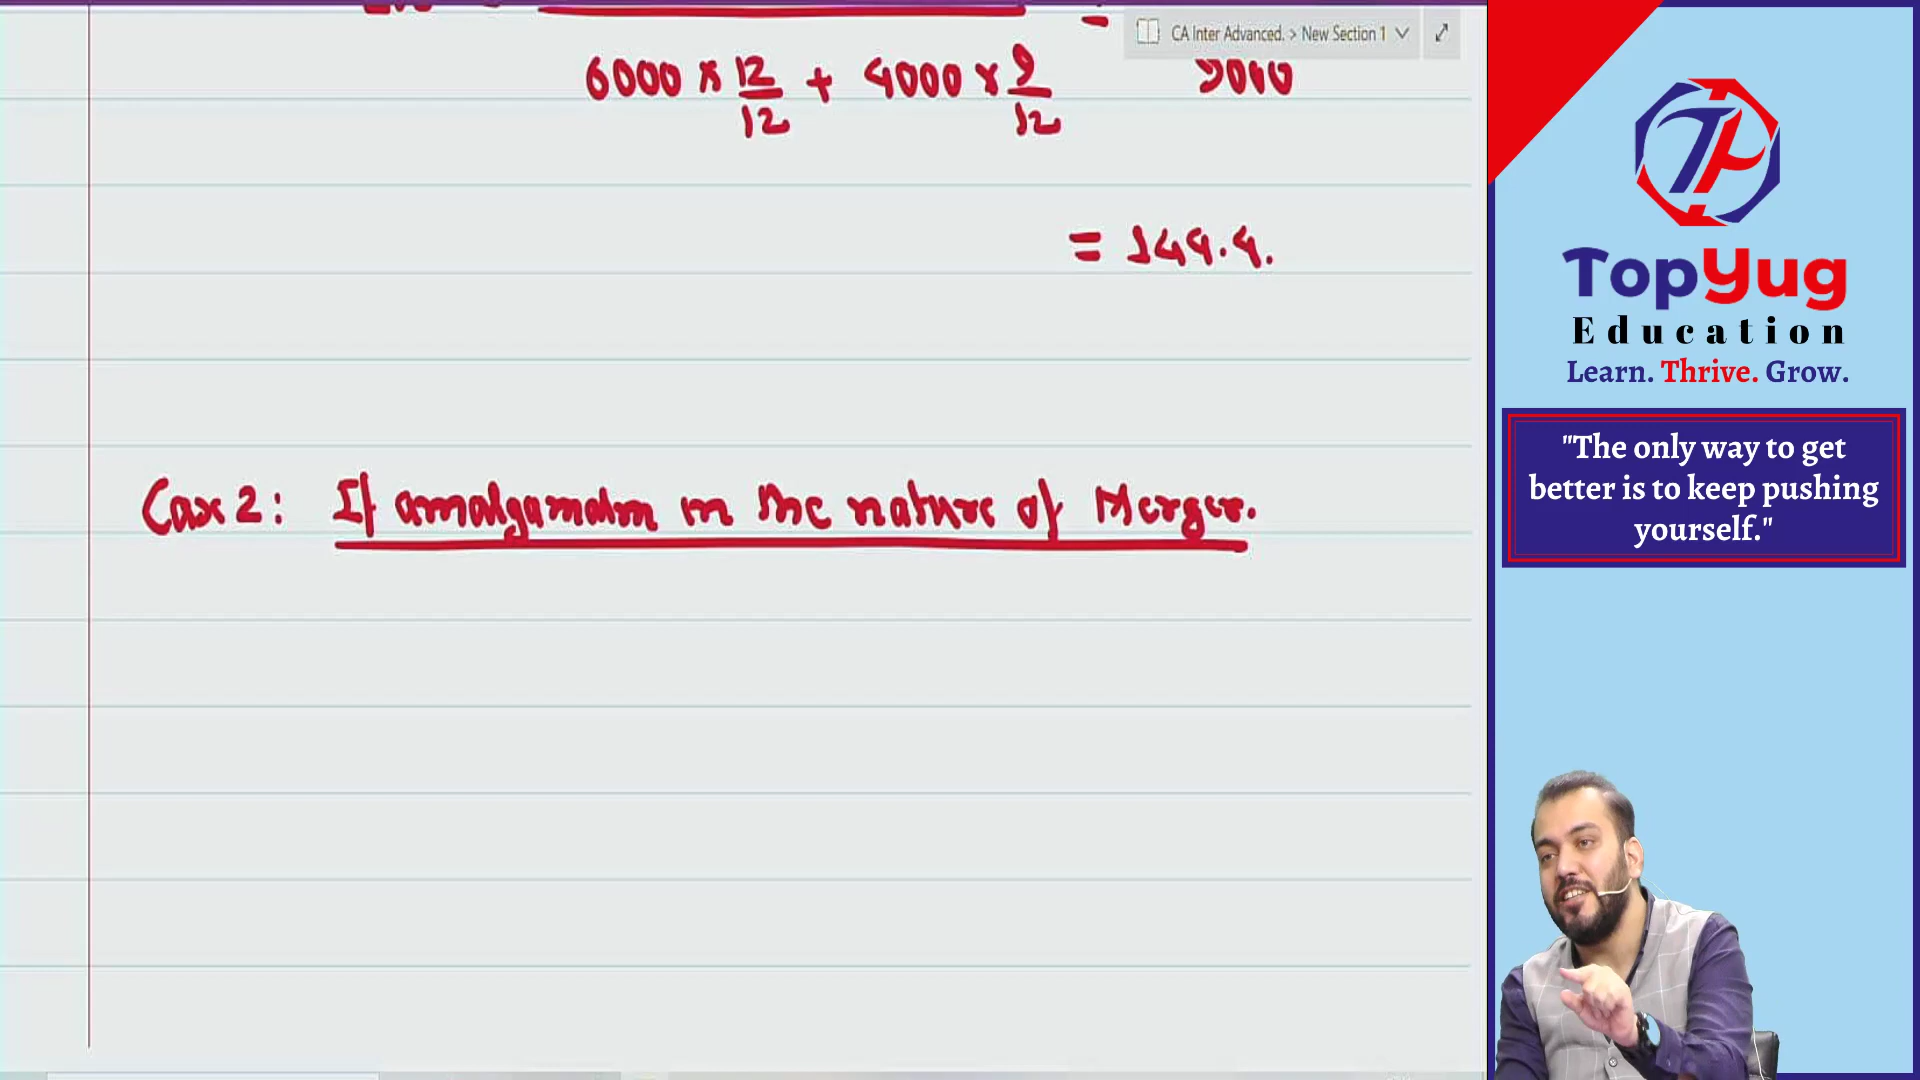 CA Inter Advanced. > New Section 1
6000 × 12/12 + 4000 × 9/12 9000
= 144.4.
Case 2: If amalgamation in the nature of Merger.
TopYug
Education
Learn. Thrive. Grow.
"The only way to get
better is to keep pushing
yourself."